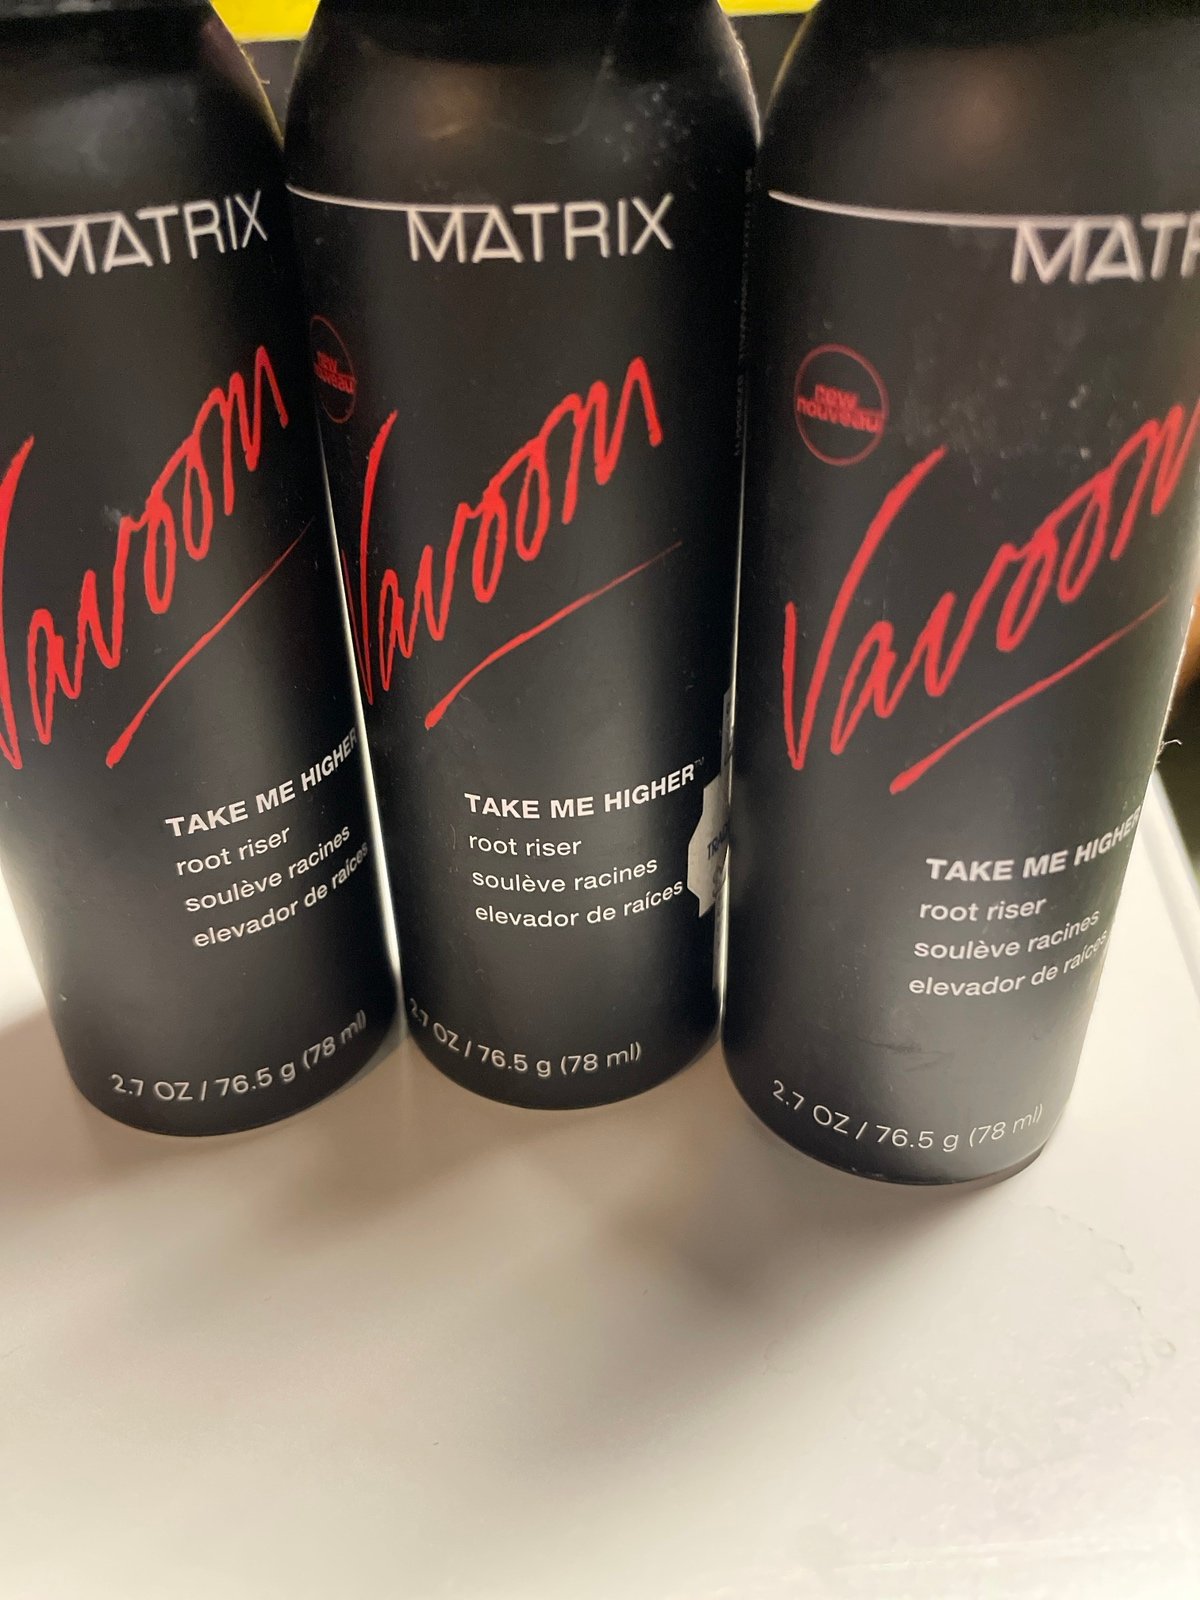 MATRIX
Vavoom
TAKE ME HIGHER
root riser
soulève racines
elevador de raíces
2.7 OZ / 76.5 g (78 ml)
MATRIX
new
nouveau
Vavoom
TAKE ME HIGHER™
root riser
soulève racines
elevador de raíces
2.7 OZ / 76.5 g (78 ml)
MATR
new
nouveau
Vavoom
TAKE ME HIGHER
root riser
soulève racines
elevador de raíces
2.7 OZ / 76.5 g (78 ml)